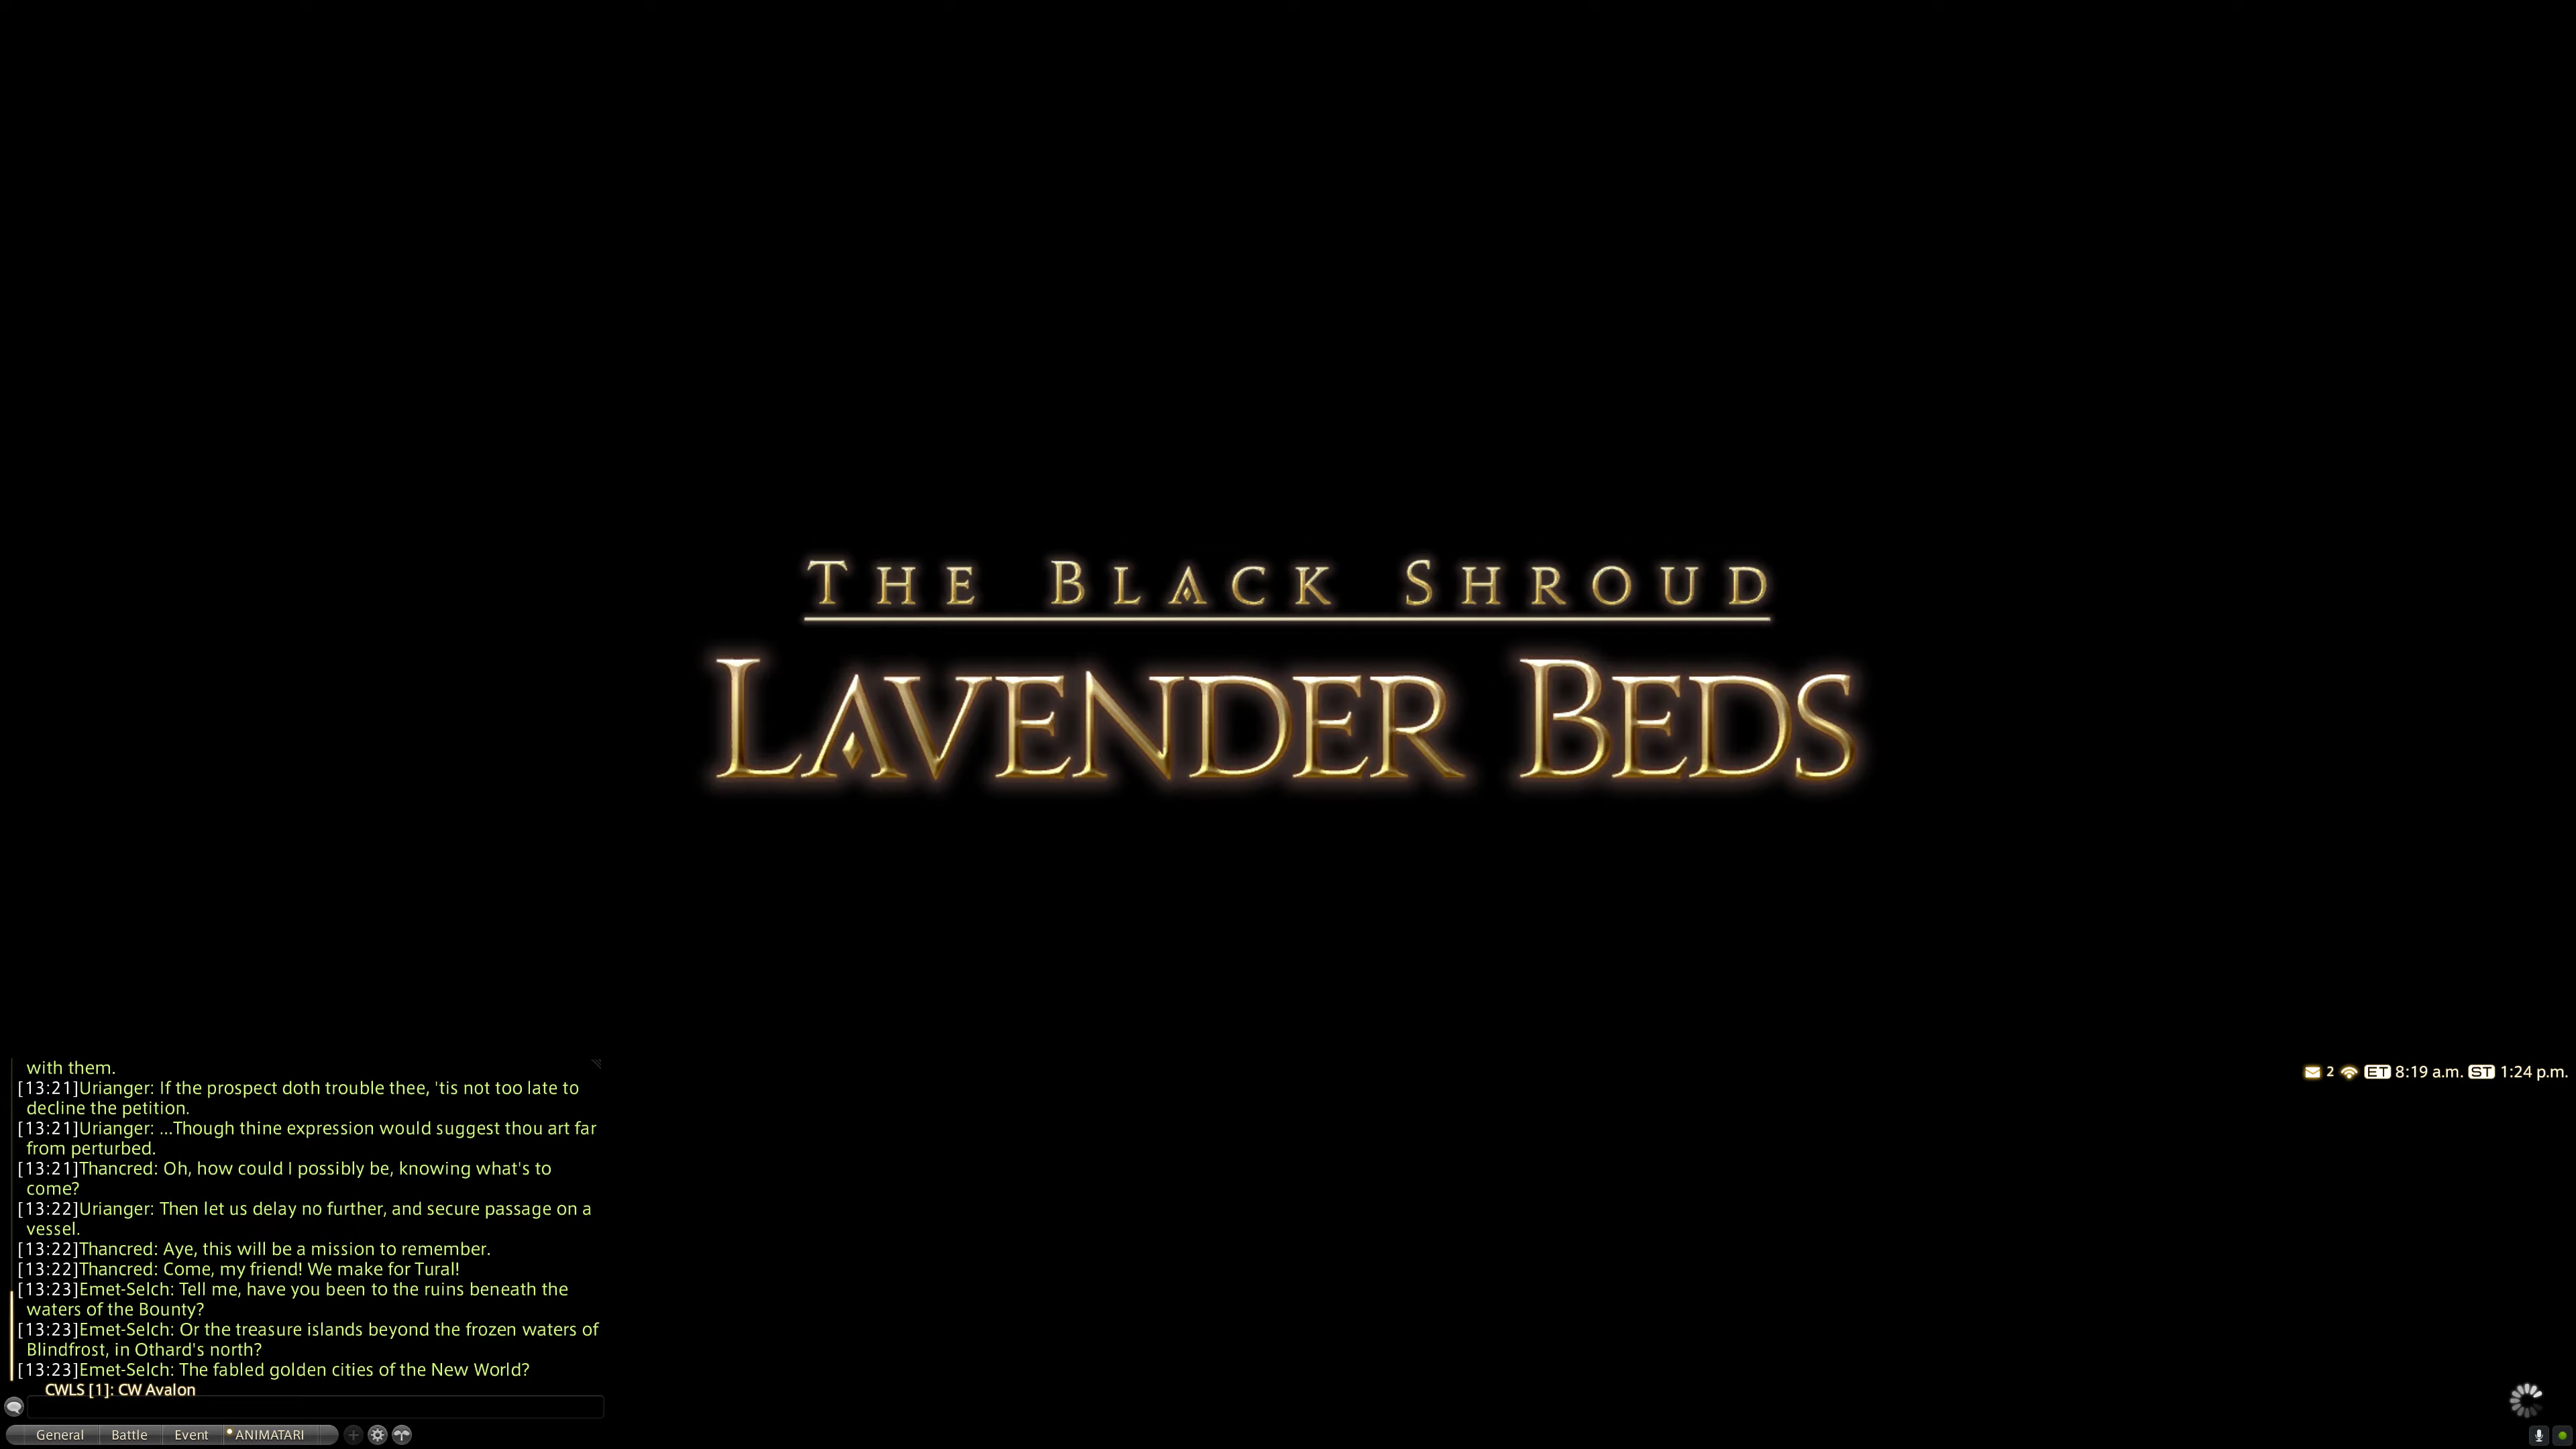 THE BLACK SHROUD
LAVENDER BEDS
with them.
[13:21]Urianger: If the prospect doth trouble thee, 'tis not too late to
decline the petition.
[13:21]Urianger: ...Though thine expression would suggest thou art far
from perturbed.
[13:21]Thancred: Oh, how could I possibly be, knowing what's to
come?
[13:22]Urianger: Then let us delay no further, and secure passage on a
vessel.
[13:22]Thancred: Aye, this will be a mission to remember.
[13:22]Thancred: Come, my friend! We make for Tural!
[13:23]Emet-Selch: Tell me, have you been to the ruins beneath the
waters of the Bounty?
[13:23]Emet-Selch: Or the treasure islands beyond the frozen waters of
Blindfrost, in Othard's north?
[13:23]Emet-Selch: The fabled golden cities of the New World?
CWLS [1]: CW Avalon
General Battle Event ANIMATARI
2 ET 8:19 a.m. ST 1:24 p.m.